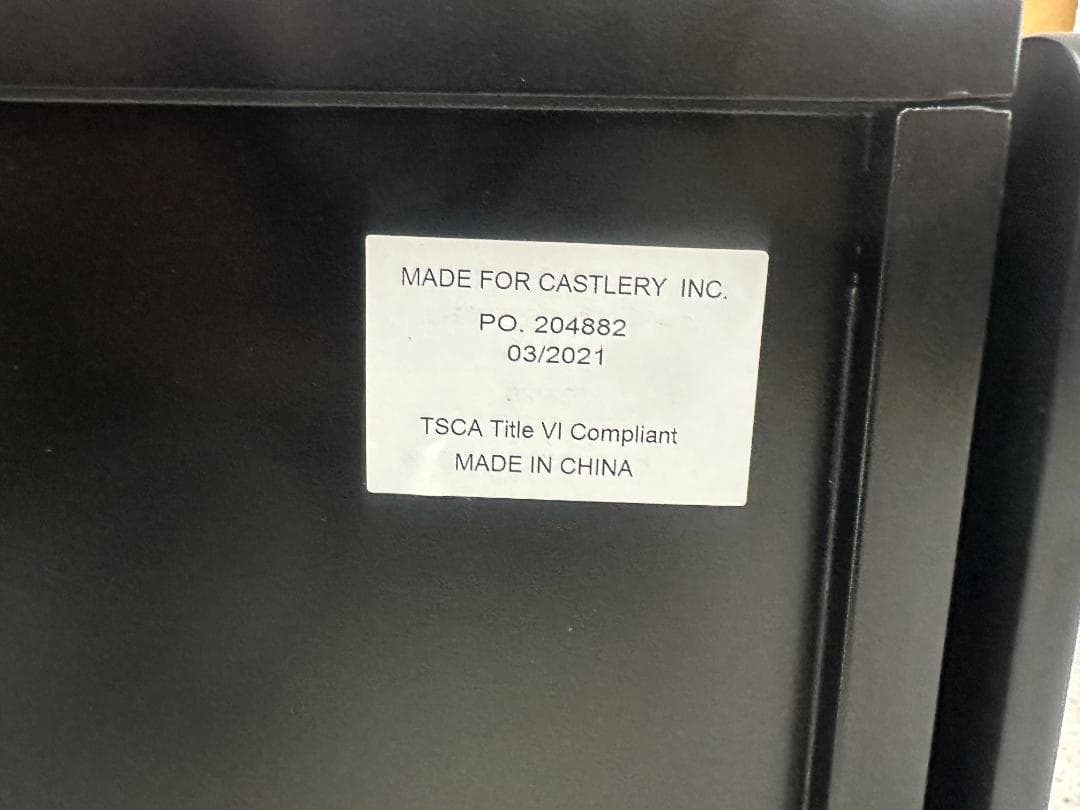 MADE FOR CASTLERY INC.
PO. 204882
03/2021
TSCA Title VI Compliant
MADE IN CHINA